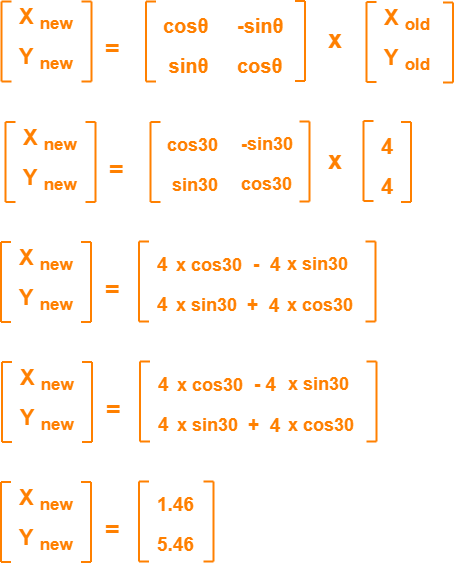 X new = cosθ -sinθ x X old
Y new sinθ cosθ Y old
X new = cos30 -sin30 x 4
Y new sin30 cos30 4
X new = 4 x cos30 - 4 x sin30
Y new 4 x sin30 + 4 x cos30
X new = 4 x cos30 - 4 x sin30
Y new 4 x sin30 + 4 x cos30
X new = 1.46
Y new 5.46